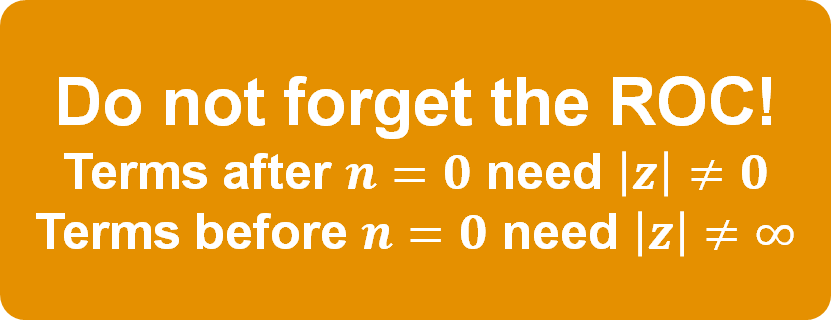 Do not forget the ROC!
Terms after n = 0 need |z| ≠ 0
Terms before n = 0 need |z| ≠ ∞